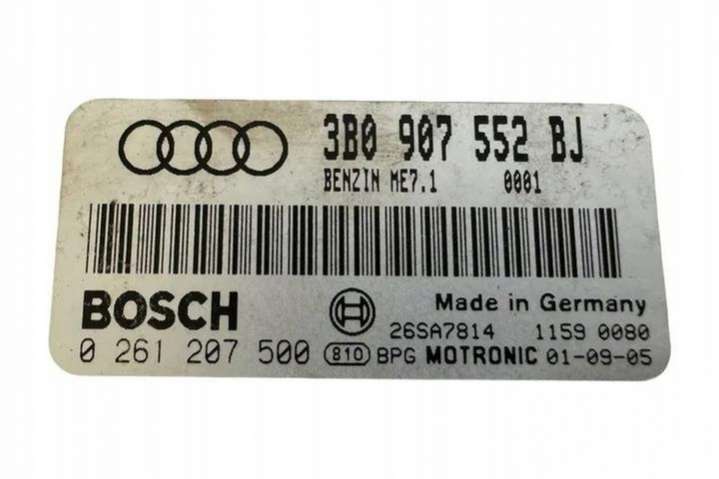 3B0 907 552 BJ
BENZIN ME7.1 0001
BOSCH
Made in Germany
26SA7814 1159 0080
0 261 207 500 810 BPG MOTRONIC 01-09-05